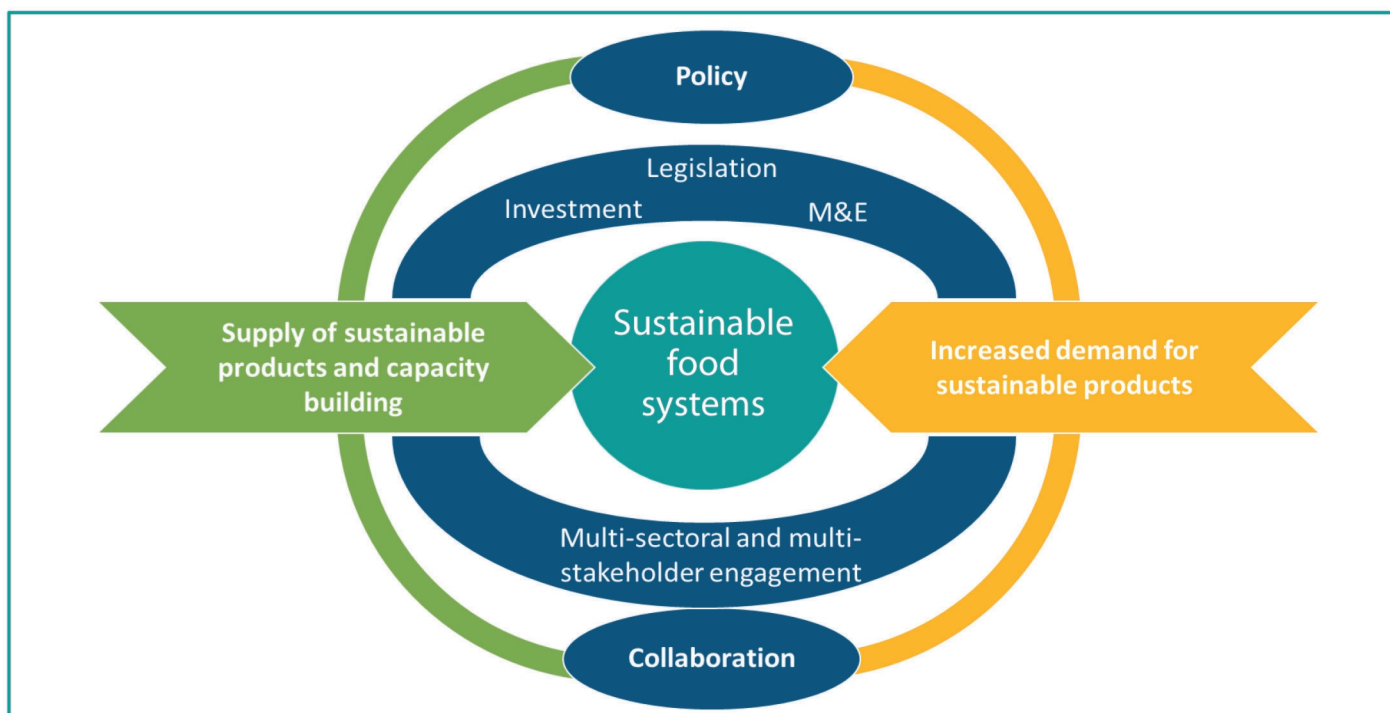 Policy
Legislation
Investment
M&E
Supply of sustainable
products and capacity
building
Sustainable
food
systems
Increased demand for
sustainable products
Multi-sectoral and multi-
stakeholder engagement
Collaboration